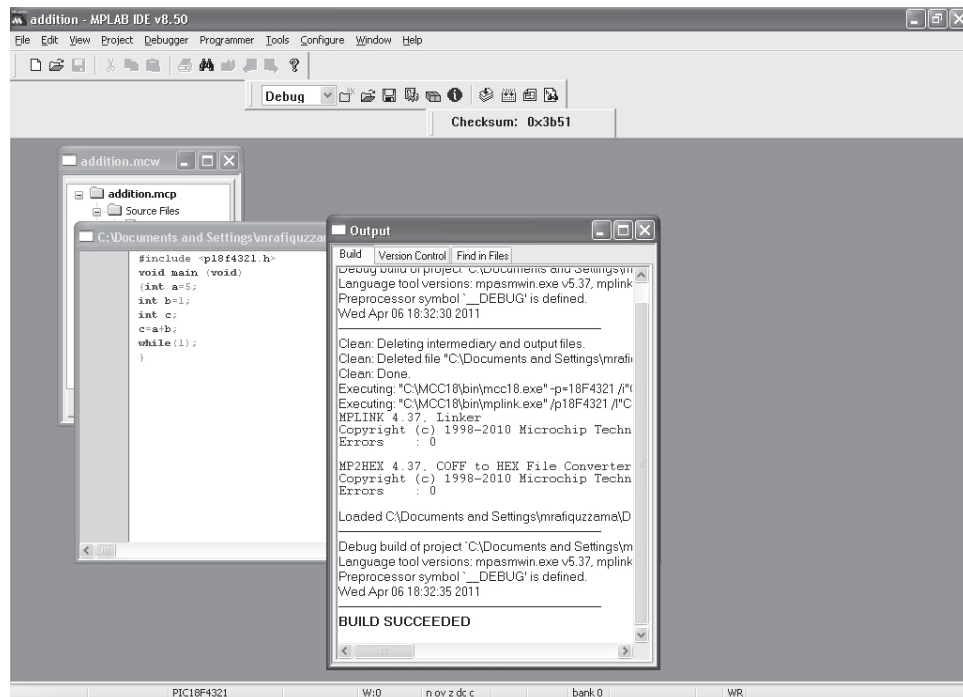 addition - MPLAB IDE v8.50
File Edit View Project Debugger Programmer Tools Configure Window Help
Debug
Checksum: 0x3b51
addition.mcw
addition.mcp
Source Files
C:\Documents and Settings\mrafiquzza
#include <p18f4321.h>
void main (void)
{int a=5;
int b=1;
int c;
c=a+b;
while(1);
}
Output
Build Version Control Find in Files
Debug build of project `C:\Documents and Settings\m
Language tool versions: mpasmwin.exe v5.37, mplink
Preprocessor symbol `__DEBUG' is defined.
Wed Apr 06 18:32:30 2011
Clean: Deleting intermediary and output files.
Clean: Deleted file "C:\Documents and Settings\mrafi
Clean: Done.
Executing: "C:\MCC18\bin\mcc18.exe" -p=18F4321 /i"
Executing: "C:\MCC18\bin\mplink.exe" /p18F4321 /l"C
MPLINK 4.37, Linker
Copyright (c) 1998-2010 Microchip Techn
Errors : 0
MP2HEX 4.37, COFF to HEX File Converter
Copyright (c) 1998-2010 Microchip Techn
Errors : 0
Loaded C:\Documents and Settings\mrafiquzzama\D
Debug build of project `C:\Documents and Settings\m
Language tool versions: mpasmwin.exe v5.37, mplink
Preprocessor symbol `__DEBUG' is defined.
Wed Apr 06 18:32:35 2011
BUILD SUCCEEDED
PIC18F4321 W:0 n ov z dc c bank 0 WR